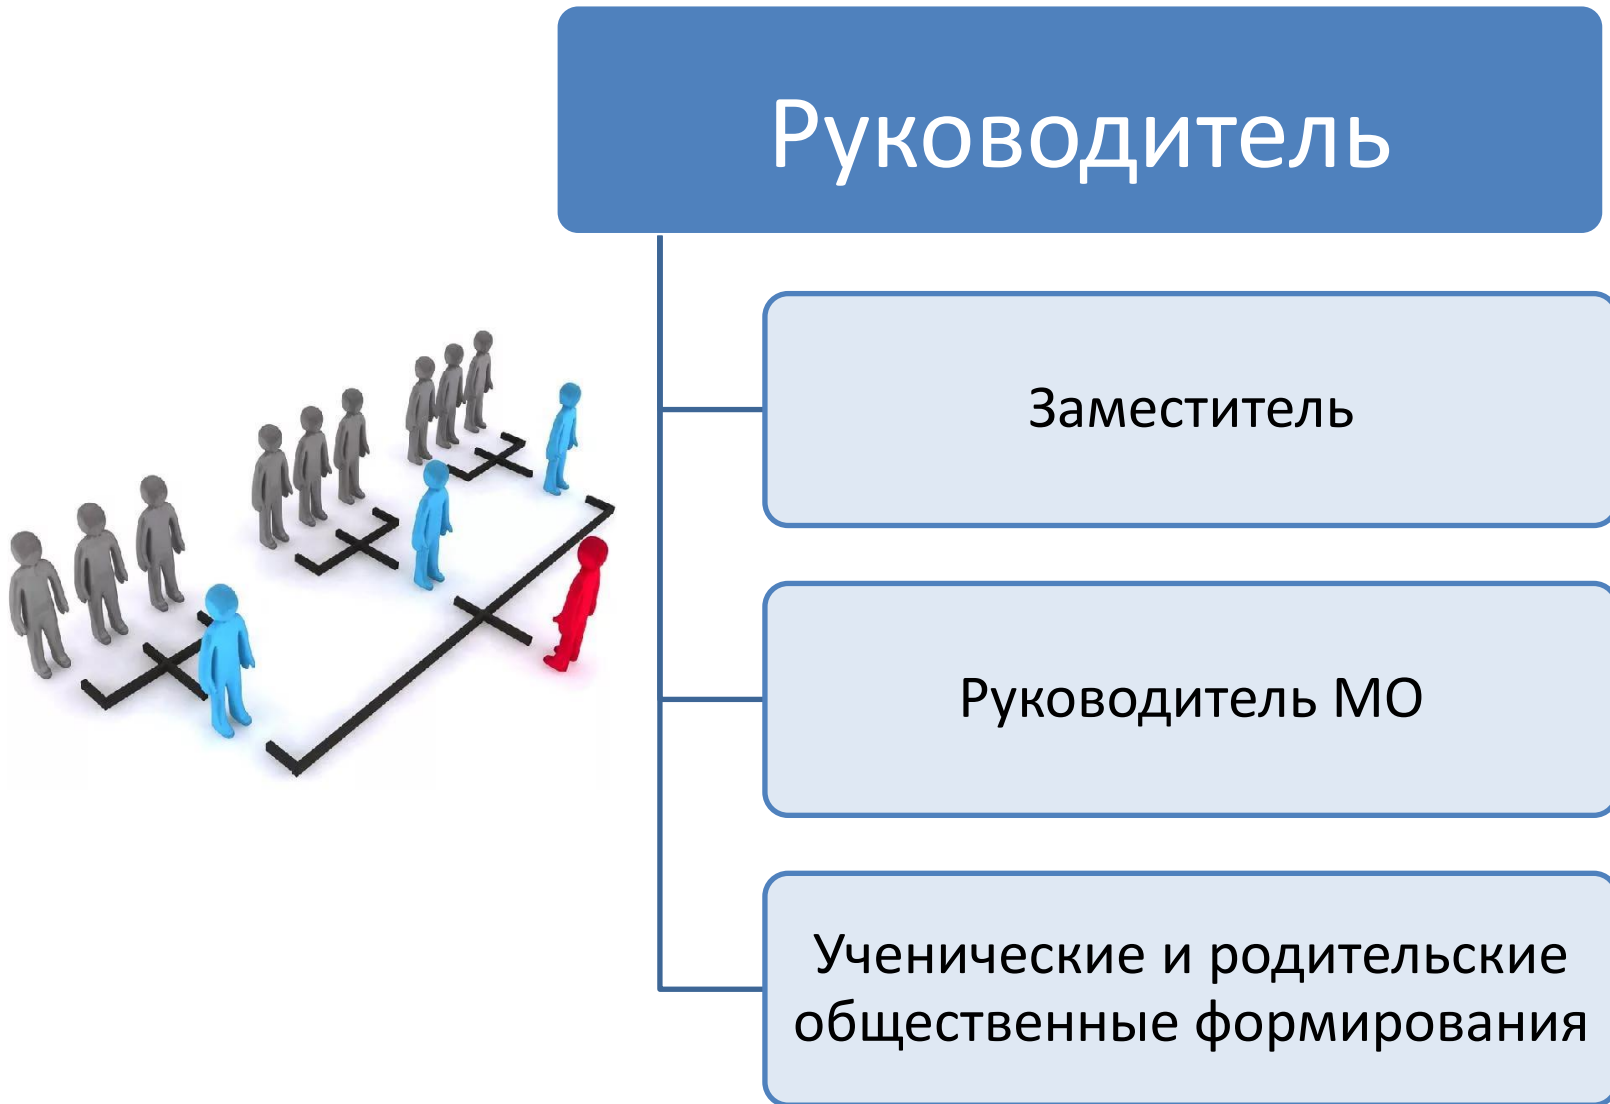 Руководитель
Заместитель
Руководитель МО
Ученические и родительские
общественные формирования